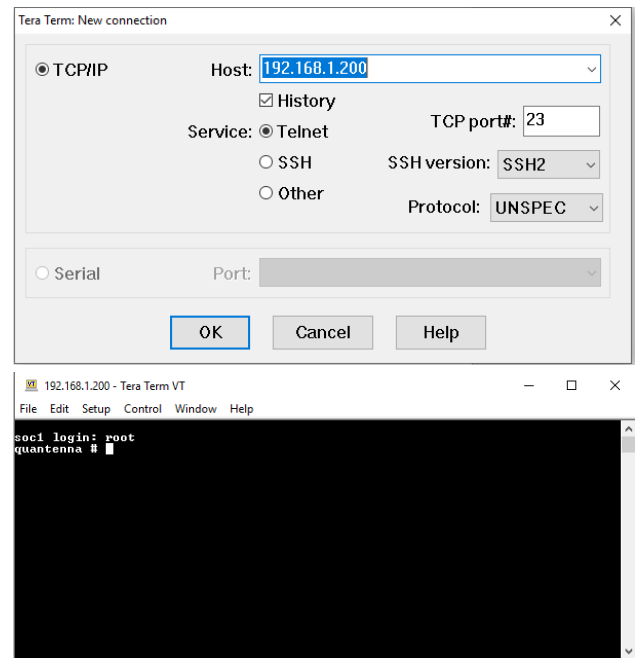 Tera Term: New connection
TCP/IP Host: 192.168.1.200
History
Service: Telnet TCP port#: 23
SSH SSH version: SSH2
Other Protocol: UNSPEC
Serial Port:
OK Cancel Help
VT 192.168.1.200 - Tera Term VT
File Edit Setup Control Window Help
soc1 login: root
quantenna #